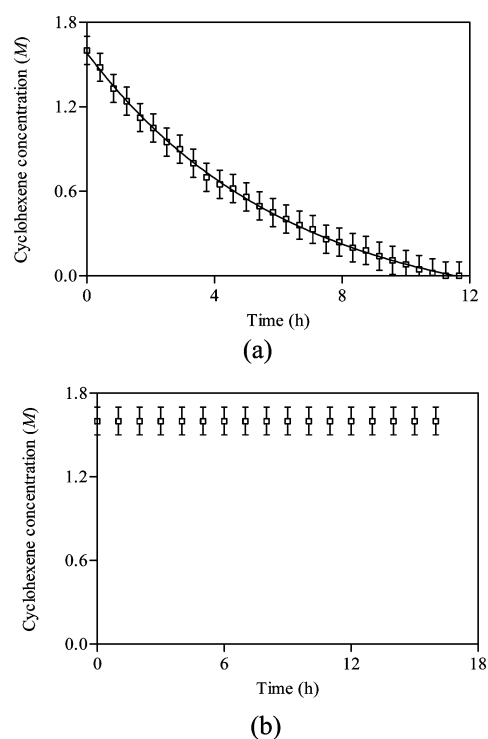 1.8
1.2
0.6
0.0
Cyclohexene concentration (M)
0 4 8 12
Time (h)
(a)
1.8
1.2
0.6
0.0
Cyclohexene concentration (M)
0 6 12 18
Time (h)
(b)